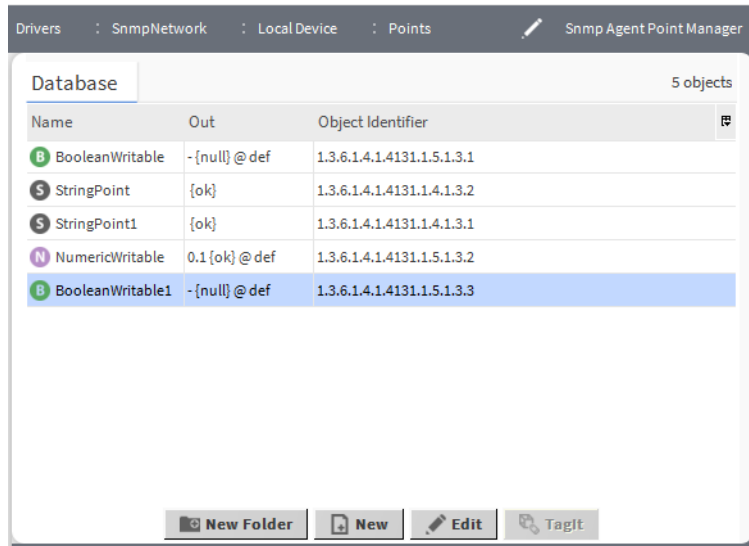 Drivers : SnmpNetwork : Local Device : Points Snmp Agent Point Manager
Database 5 objects
Name Out Object Identifier
B BooleanWritable - {null} @ def 1.3.6.1.4.1.4131.1.5.1.3.1
S StringPoint {ok} 1.3.6.1.4.1.4131.1.4.1.3.2
S StringPoint1 {ok} 1.3.6.1.4.1.4131.1.4.1.3.1
N NumericWritable 0.1 {ok} @ def 1.3.6.1.4.1.4131.1.5.1.3.2
B BooleanWritable1 - {null} @ def 1.3.6.1.4.1.4131.1.5.1.3.3
New Folder New Edit TagIt